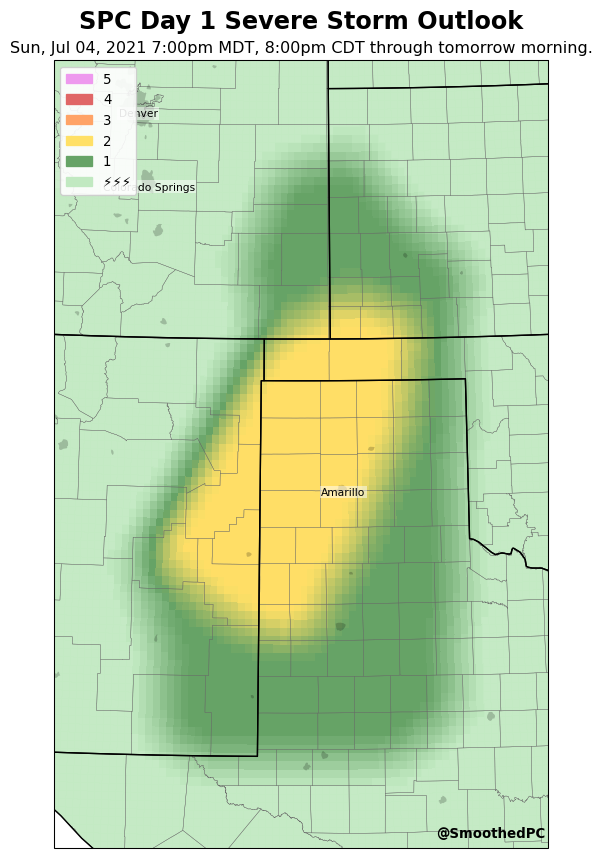 SPC Day 1 Severe Storm Outlook
Sun, Jul 04, 2021 7:00pm MDT, 8:00pm CDT through tomorrow morning.
5
4
3
2
1
⚡⚡⚡
Denver
do Springs
Amarillo
@SmoothedPC